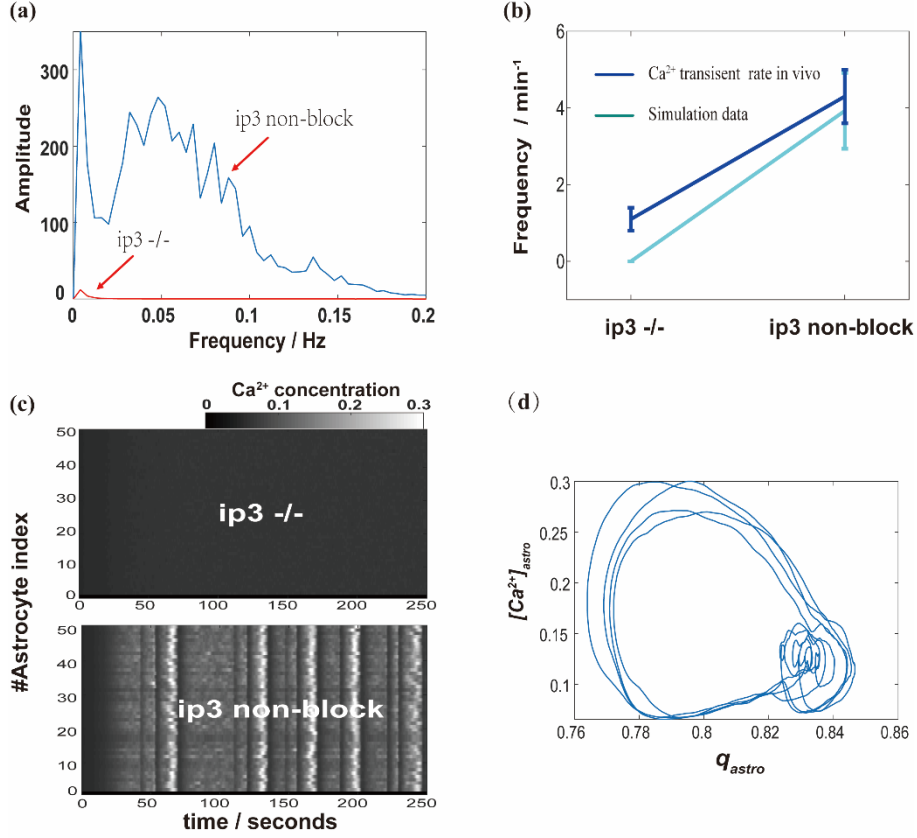 (a)
300
200
100
0
Amplitude
ip3 non-block
ip3 -/-
0 0.05 0.1 0.15 0.2
Frequency / Hz
(b)
6
4
2
0
Frequency / min⁻¹
Ca²⁺ transisent rate in vivo
Simulation data
ip3 -/- ip3 non-block
(c)
Ca²⁺ concentration
0 0.1 0.2 0.3
50
40
30
20
10
0
ip3 -/-
0 50 100 150 200 250
#Astrocyte index
50
40
30
20
10
0
ip3 non-block
0 50 100 150 200 250
time / seconds
(d)
0.3
0.25
0.2
0.15
0.1
[Ca²⁺]astro
0.76 0.78 0.8 0.82 0.84 0.86
qastro